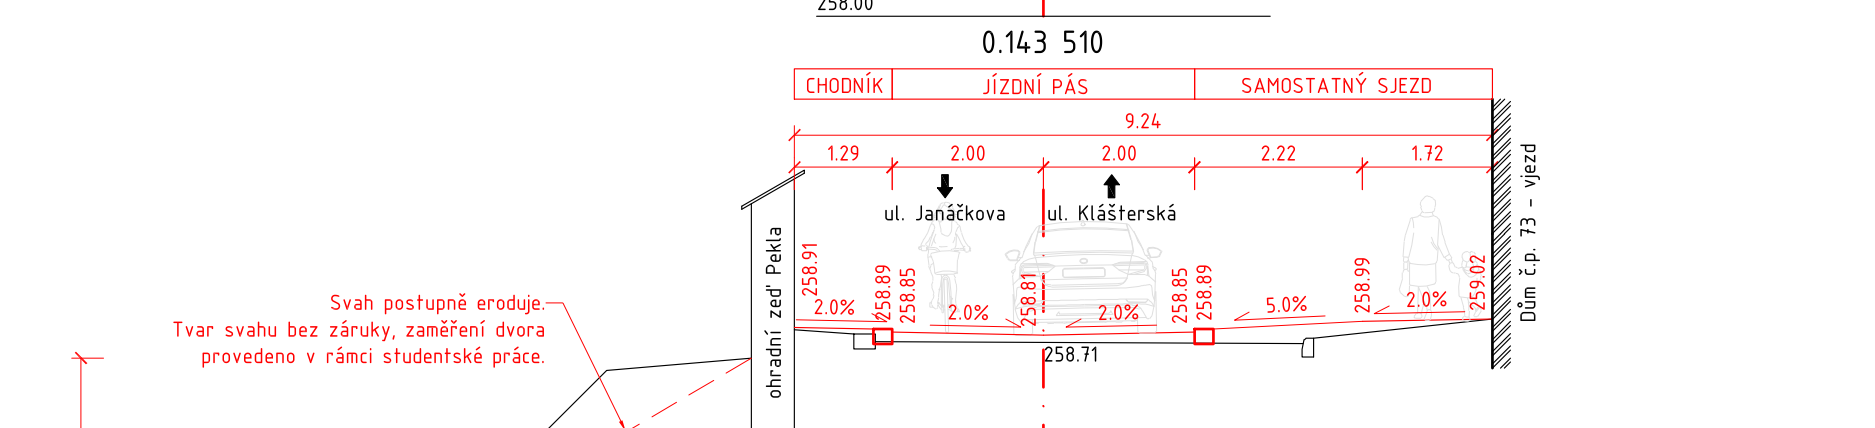 258.00
0.143 510
CHODNÍK JÍZDNÍ PÁS SAMOSTATNÝ SJEZD
9.24
1.29 2.00 2.00 2.22 1.72
ul. Janáčkova ul. Klášterská
ohradní zeď Pekla
258.91
258.89
258.85
258.81
258.85
258.89
258.99
259.02
2.0% 2.0% 2.0% 5.0% 2.0%
258.71
Dům č.p. 73 - vjezd
Svah postupně eroduje.
Tvar svahu bez záruky, zaměření dvora
provedeno v rámci studentské práce.